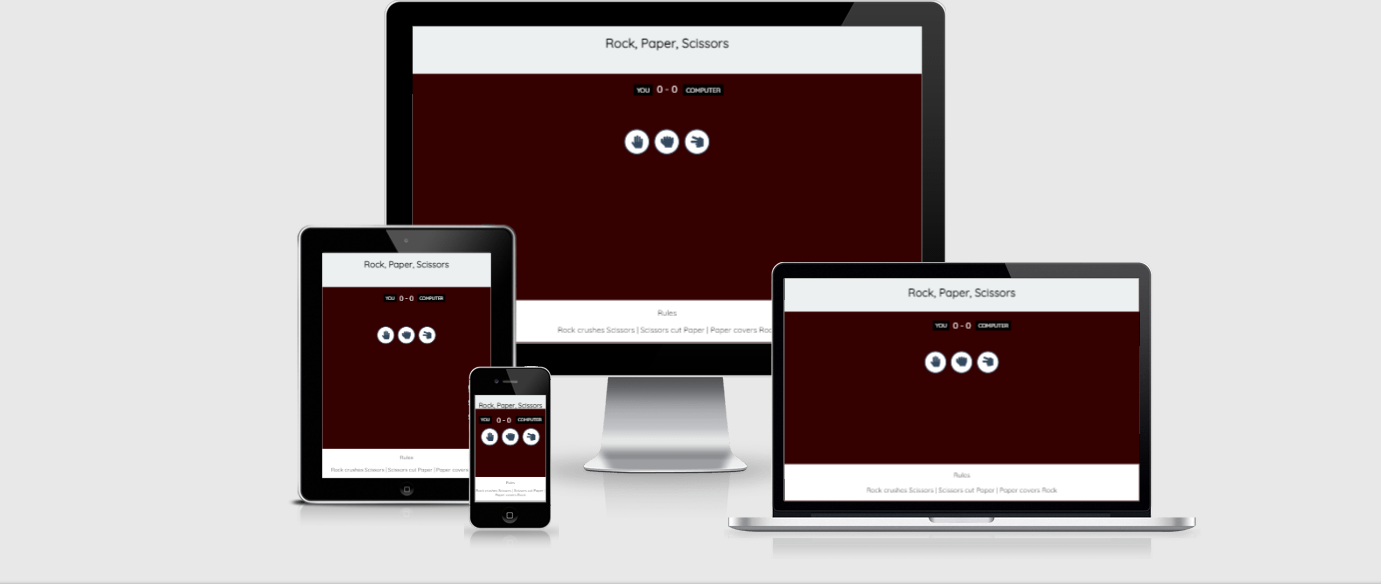 Rock, Paper, Scissors
YOU 0 - 0 COMPUTER
Rules
Rock crushes Scissors | Scissors cut Paper | Paper covers Roc
Rock, Paper, Scissors
YOU 0 - 0 COMPUTER
Rules
Rock crushes Scissors | Scissors cut Paper | Paper covers
Rock, Paper, Scissors
YOU 0 - 0 COMPUTER
Rules
Rock crushes Scissors | Scissors cut Paper |
Paper covers Rock
Rock, Paper, Scissors
YOU 0 - 0 COMPUTER
Rules
Rock crushes Scissors | Scissors cut Paper | Paper covers Rock